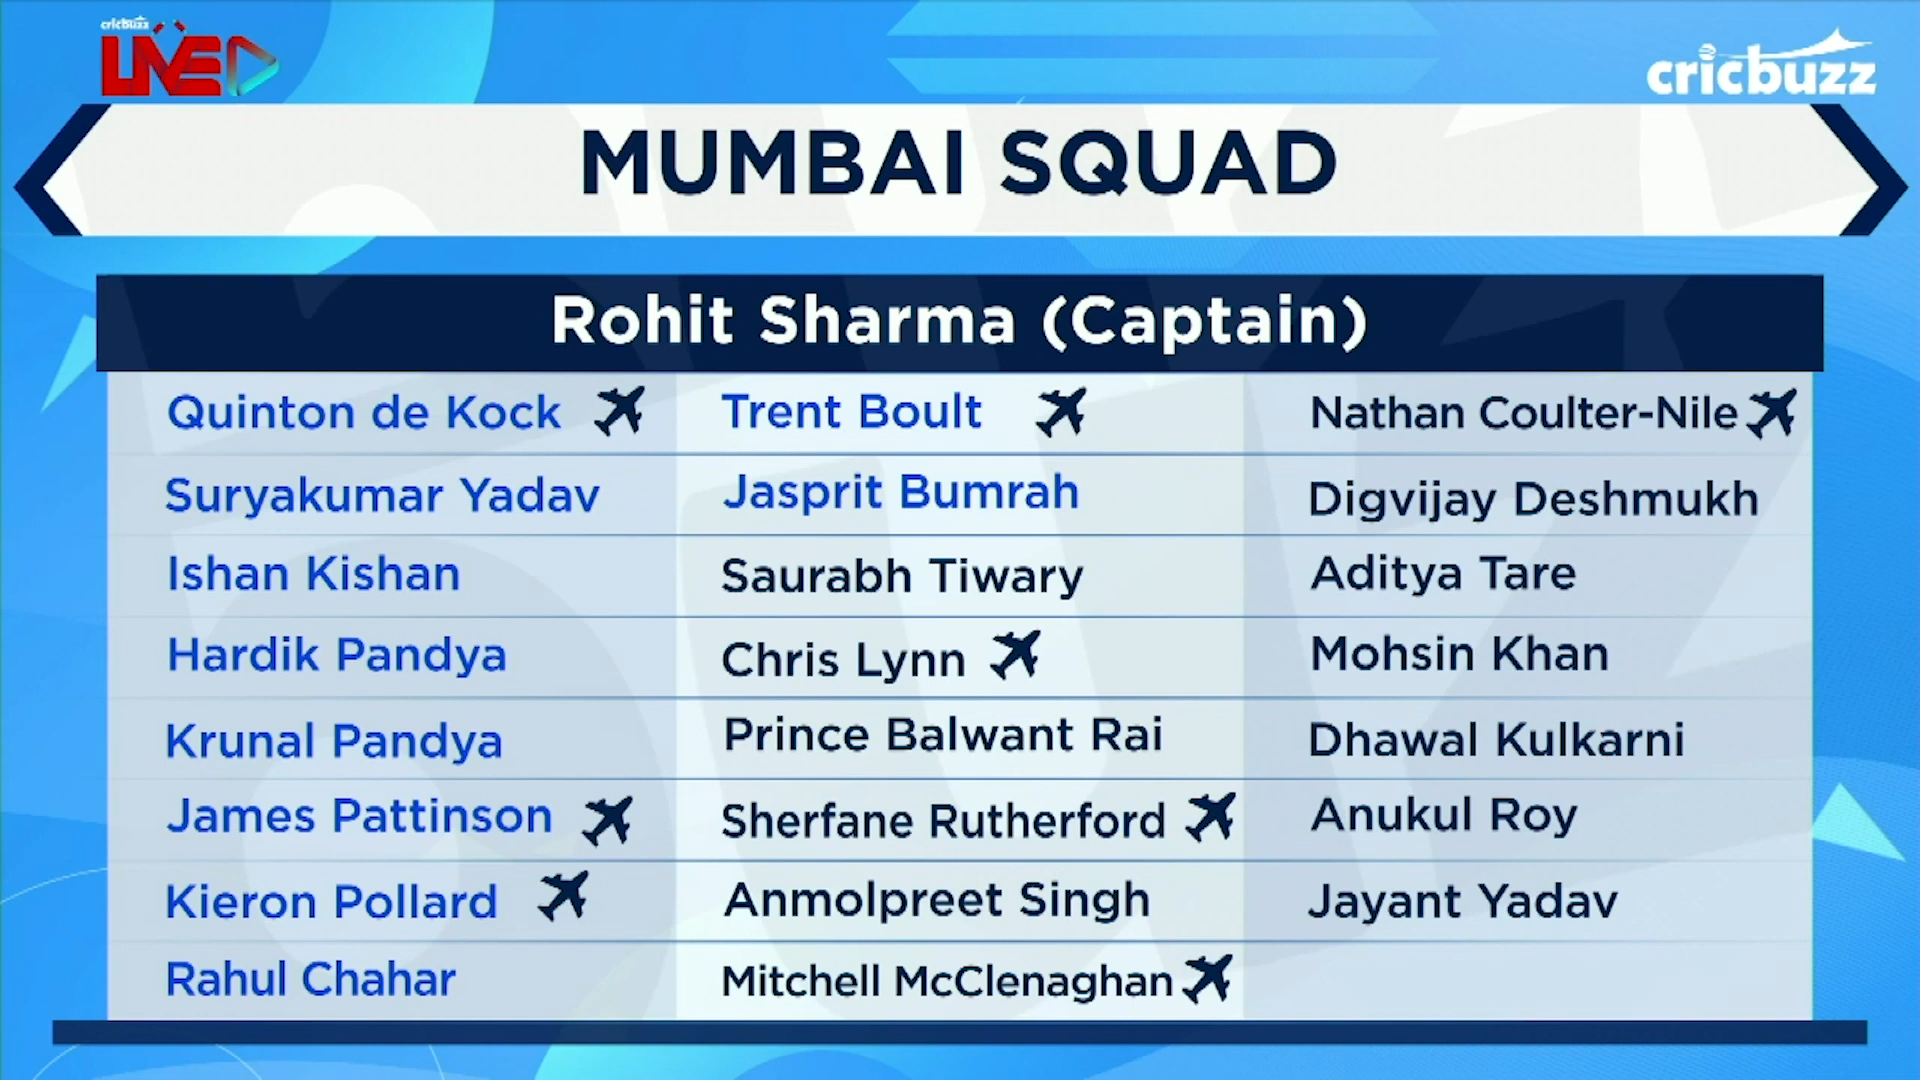 cricbuzz
LIVE
cricbuzz
MUMBAI SQUAD
Rohit Sharma (Captain)
Quinton de Kock
Suryakumar Yadav
Ishan Kishan
Hardik Pandya
Krunal Pandya
James Pattinson
Kieron Pollard
Rahul Chahar
Trent Boult
Jasprit Bumrah
Saurabh Tiwary
Chris Lynn
Prince Balwant Rai
Sherfane Rutherford
Anmolpreet Singh
Mitchell McClenaghan
Nathan Coulter-Nile
Digvijay Deshmukh
Aditya Tare
Mohsin Khan
Dhawal Kulkarni
Anukul Roy
Jayant Yadav